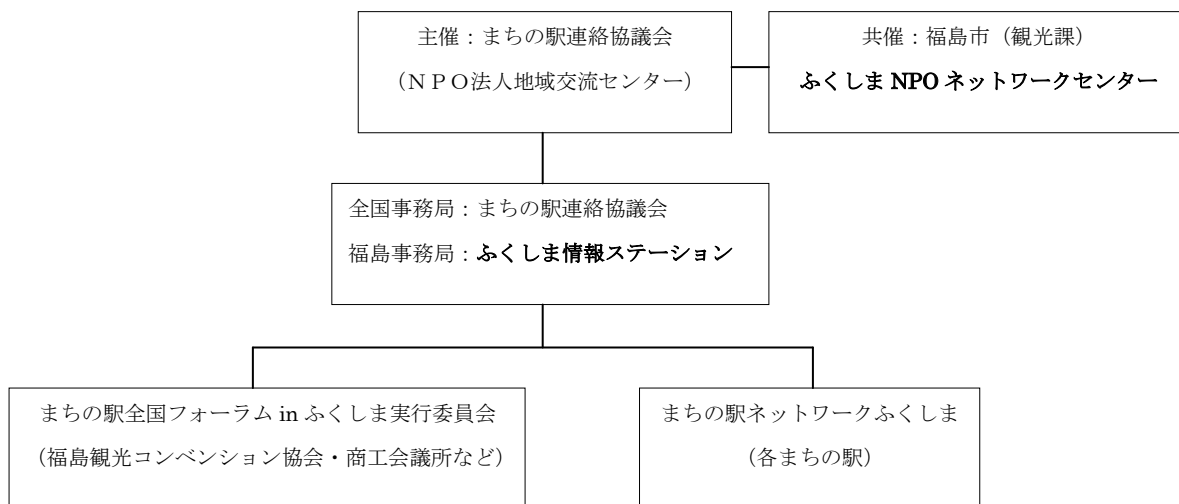 主催：まちの駅連絡協議会
（ＮＰＯ法人地域交流センター）
共催：福島市（観光課）
ふくしま NPO ネットワークセンター
全国事務局：まちの駅連絡協議会
福島事務局：ふくしま情報ステーション
まちの駅全国フォーラム in ふくしま実行委員会
（福島観光コンベンション協会・商工会議所など）
まちの駅ネットワークふくしま
（各まちの駅）